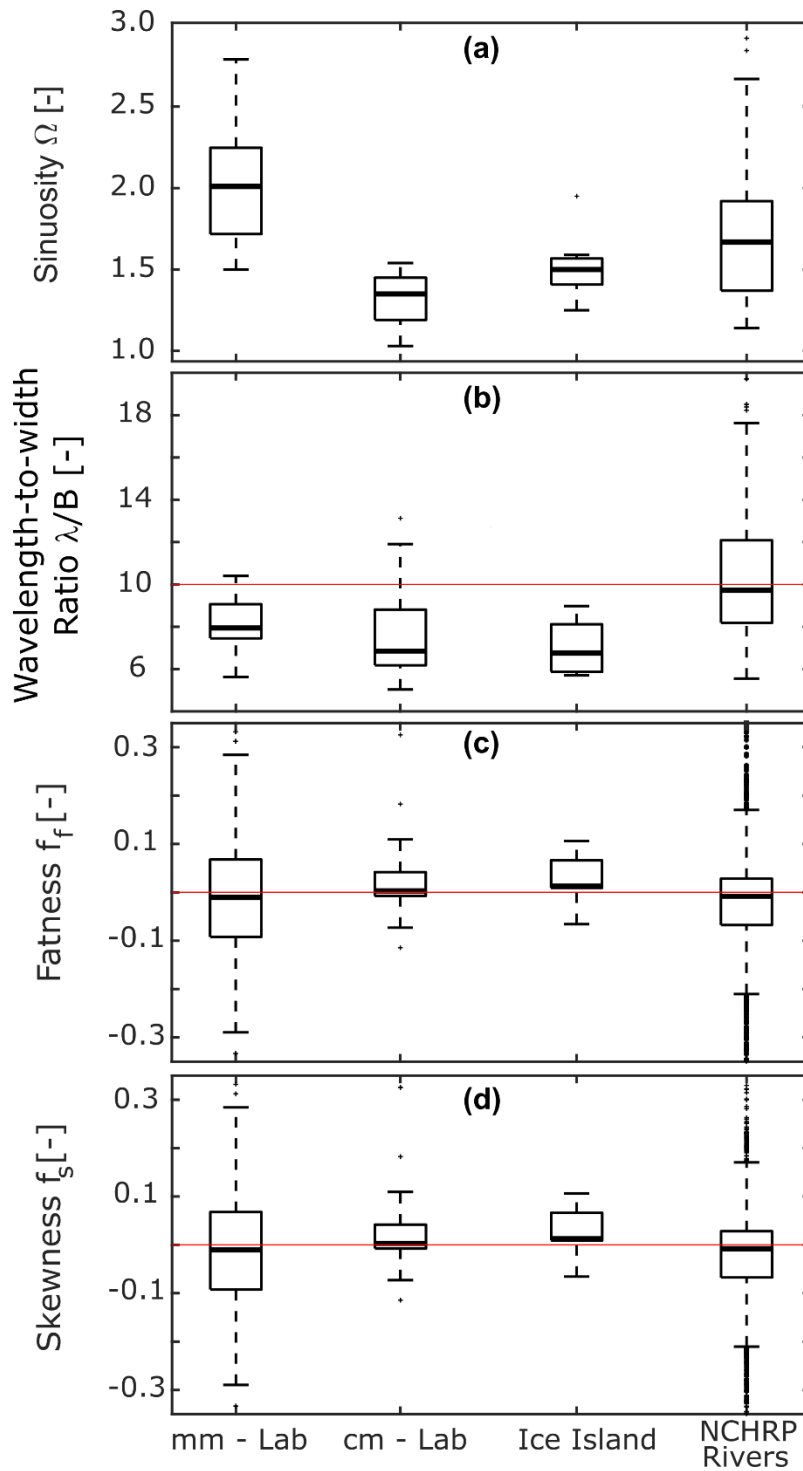 (a)
Sinuosity Ω [-]
3.0
2.5
2.0
1.5
1.0
(b)
Wavelength-to-width
Ratio λ/B [-]
18
14
10
6
(c)
Fatness f_f [-]
0.3
0.1
-0.1
-0.3
(d)
Skewness f_s [-]
0.3
0.1
-0.1
-0.3
mm - Lab
cm - Lab
Ice Island
NCHRP
Rivers